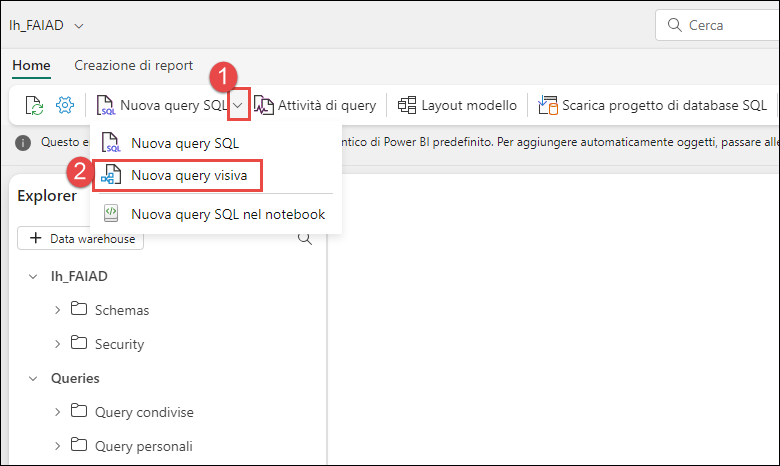 lh_FAIAD
Cerca
Home Creazione di report
1
Nuova query SQL Attività di query Layout modello Scarica progetto di database SQL
Questo e ntico di Power BI predefinito. Per aggiungere automaticamente oggetti, passare alle
Nuova query SQL
2
Nuova query visiva
Nuova query SQL nel notebook
Explorer
+ Data warehouse
lh_FAIAD
Schemas
Security
Queries
Query condivise
Query personali